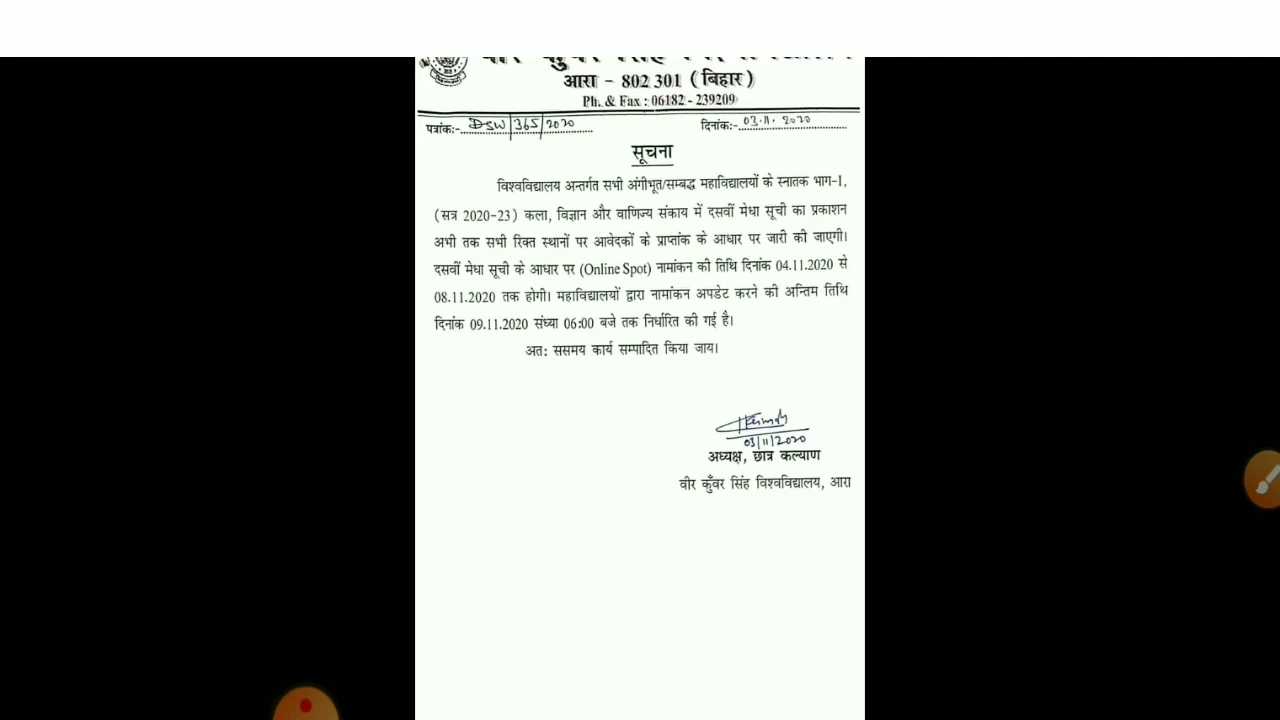 आरा - 802 301 (बिहार)
Ph. & Fax : 06182 - 239209
पत्रांक:- DSW/365/2020 दिनांक:- 03.11.2020
सूचना
विश्वविद्यालय अन्तर्गत सभी अंगीभूत/सम्बद्ध महाविद्यालयों के स्नातक भाग-I,
(सत्र 2020-23) कला, विज्ञान और वाणिज्य संकाय में दसवीं मेधा सूची का प्रकाशन
अभी तक सभी रिक्त स्थानों पर आवेदकों के प्राप्तांक के आधार पर जारी की जाएगी।
दसवीं मेधा सूची के आधार पर (Online Spot) नामांकन की तिथि दिनांक 04.11.2020 से
08.11.2020 तक होगी। महाविद्यालयों द्वारा नामांकन अपडेट करने की अन्तिम तिथि
दिनांक 09.11.2020 संध्या 06:00 बजे तक निर्धारित की गई है।
अत: ससमय कार्य सम्पादित किया जाय।
03/11/2020
अध्यक्ष, छात्र कल्याण
वीर कुँवर सिंह विश्वविद्यालय, आरा